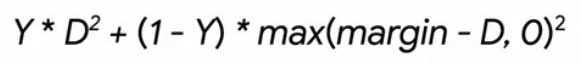 Y * D² + (1 - Y) * max(margin - D, 0)²